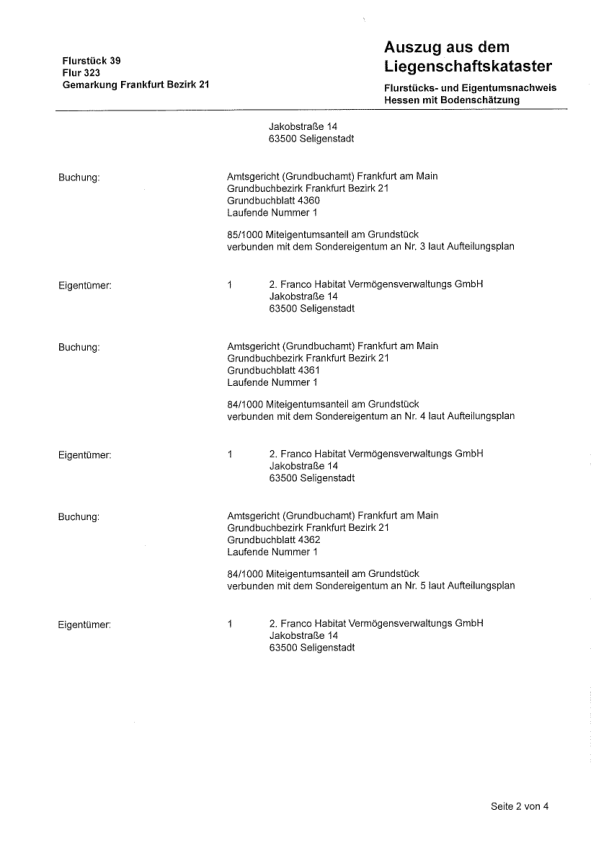 Flurstück 39
Flur 323
Gemarkung Frankfurt Bezirk 21
Auszug aus dem
Liegenschaftskataster
Flurstücks- und Eigentumsnachweis
Hessen mit Bodenschätzung
Jakobstraße 14
63500 Seligenstadt
Buchung: Amtsgericht (Grundbuchamt) Frankfurt am Main
Grundbuchbezirk Frankfurt Bezirk 21
Grundbuchblatt 4360
Laufende Nummer 1
85/1000 Miteigentumsanteil am Grundstück
verbunden mit dem Sondereigentum an Nr. 3 laut Aufteilungsplan
Eigentümer: 1 2. Franco Habitat Vermögensverwaltungs GmbH
Jakobstraße 14
63500 Seligenstadt
Buchung: Amtsgericht (Grundbuchamt) Frankfurt am Main
Grundbuchbezirk Frankfurt Bezirk 21
Grundbuchblatt 4361
Laufende Nummer 1
84/1000 Miteigentumsanteil am Grundstück
verbunden mit dem Sondereigentum an Nr. 4 laut Aufteilungsplan
Eigentümer: 1 2. Franco Habitat Vermögensverwaltungs GmbH
Jakobstraße 14
63500 Seligenstadt
Buchung: Amtsgericht (Grundbuchamt) Frankfurt am Main
Grundbuchbezirk Frankfurt Bezirk 21
Grundbuchblatt 4362
Laufende Nummer 1
84/1000 Miteigentumsanteil am Grundstück
verbunden mit dem Sondereigentum an Nr. 5 laut Aufteilungsplan
Eigentümer: 1 2. Franco Habitat Vermögensverwaltungs GmbH
Jakobstraße 14
63500 Seligenstadt
Seite 2 von 4